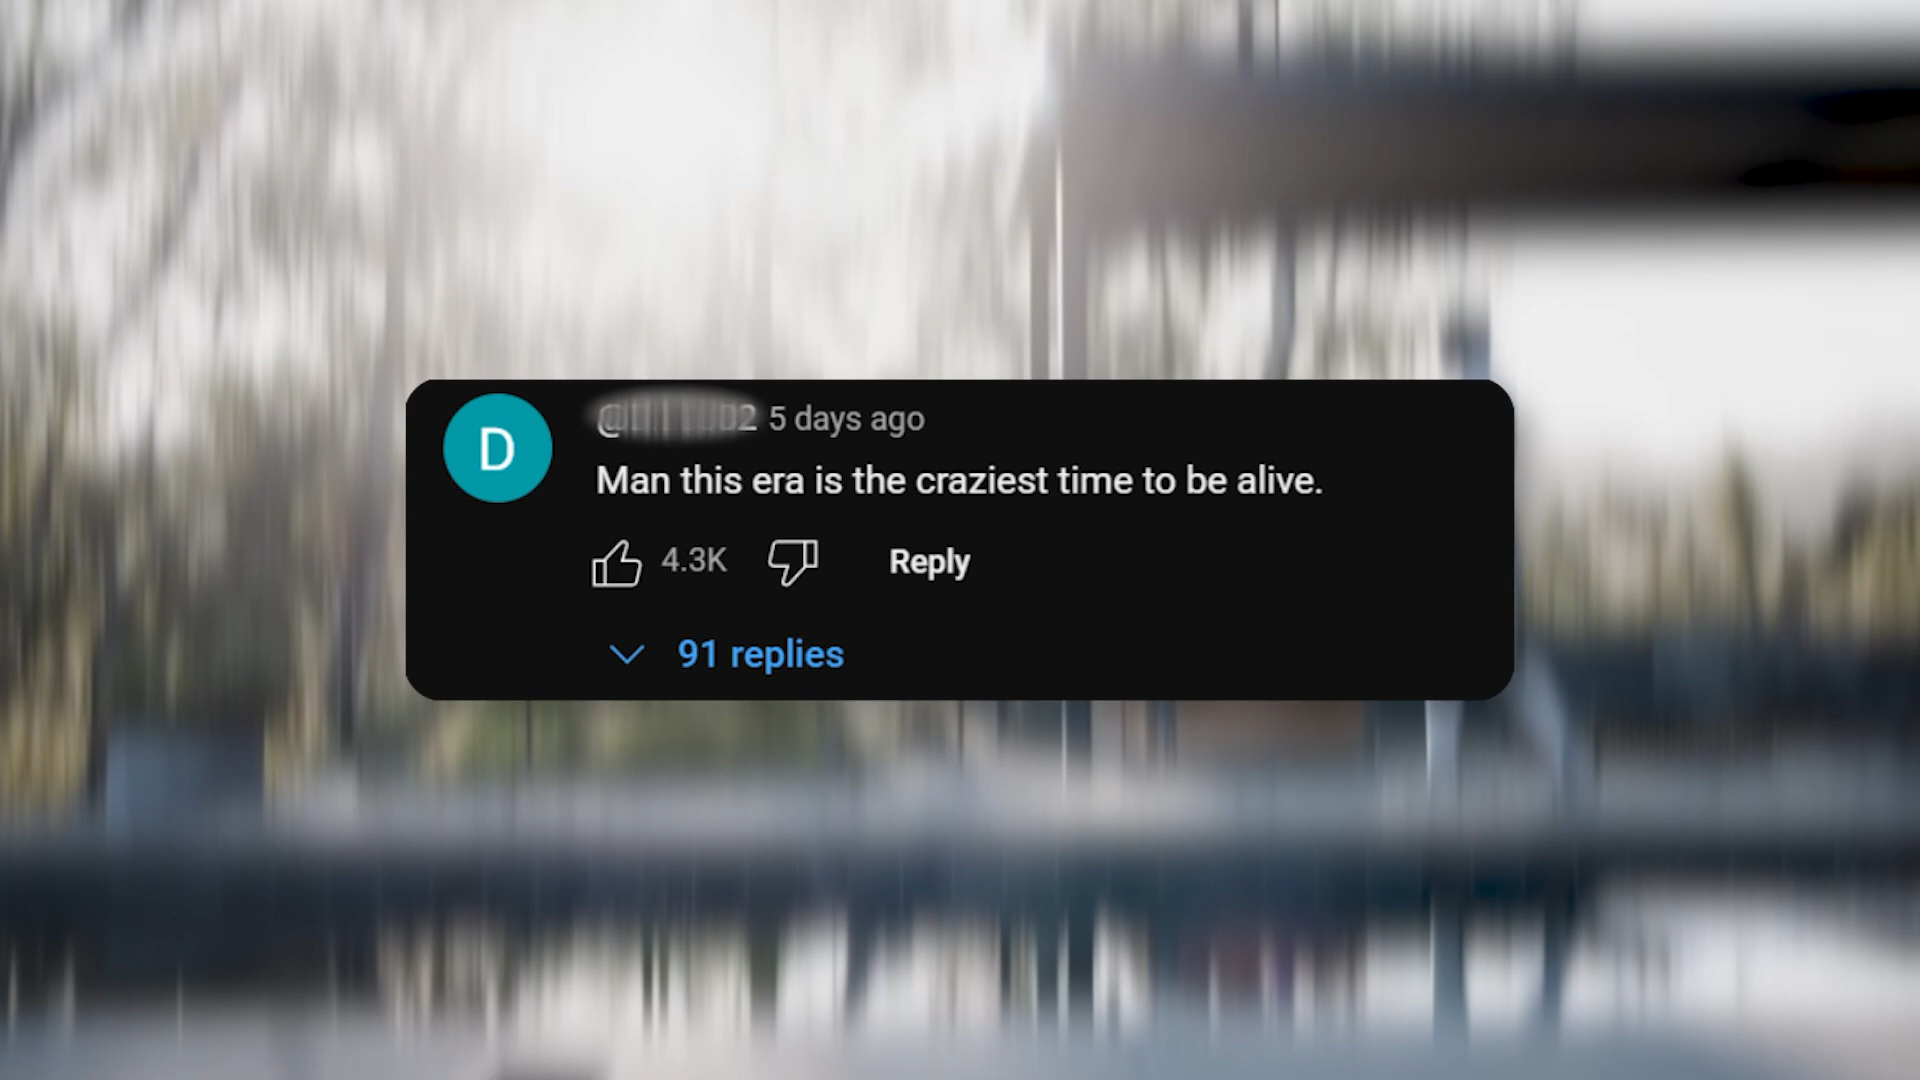 D
5 days ago
Man this era is the craziest time to be alive.
4.3K Reply
91 replies